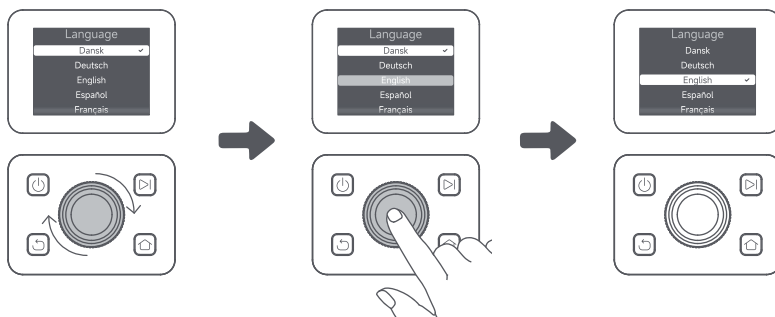 Language
Dansk
Deutsch
English
Español
Français
Language
Dansk
Deutsch
English
Español
Français
Language
Dansk
Deutsch
English
Español
Français